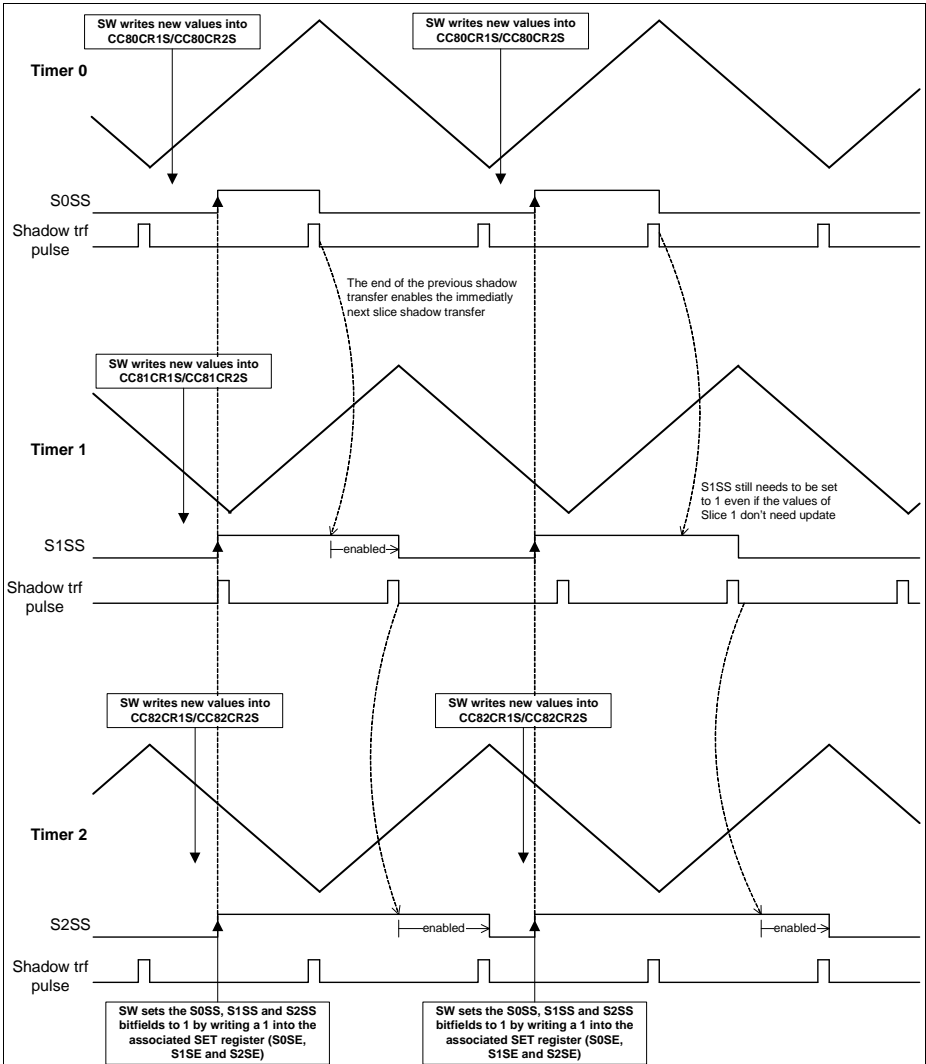 SW writes new values into
CC80CR1S/CC80CR2S
SW writes new values into
CC80CR1S/CC80CR2S
Timer 0
S0SS
Shadow trf
pulse
The end of the previous shadow
transfer enables the immediatly
next slice shadow transfer
SW writes new values into
CC81CR1S/CC81CR2S
Timer 1
S1SS still needs to be set
to 1 even if the values of
Slice 1 don't need update
S1SS
enabled
Shadow trf
pulse
SW writes new values into
CC82CR1S/CC82CR2S
SW writes new values into
CC82CR1S/CC82CR2S
Timer 2
S2SS
enabled
enabled
Shadow trf
pulse
SW sets the S0SS, S1SS and S2SS
bitfields to 1 by writing a 1 into the
associated SET register (S0SE,
S1SE and S2SE)
SW sets the S0SS, S1SS and S2SS
bitfields to 1 by writing a 1 into the
associated SET register (S0SE,
S1SE and S2SE)